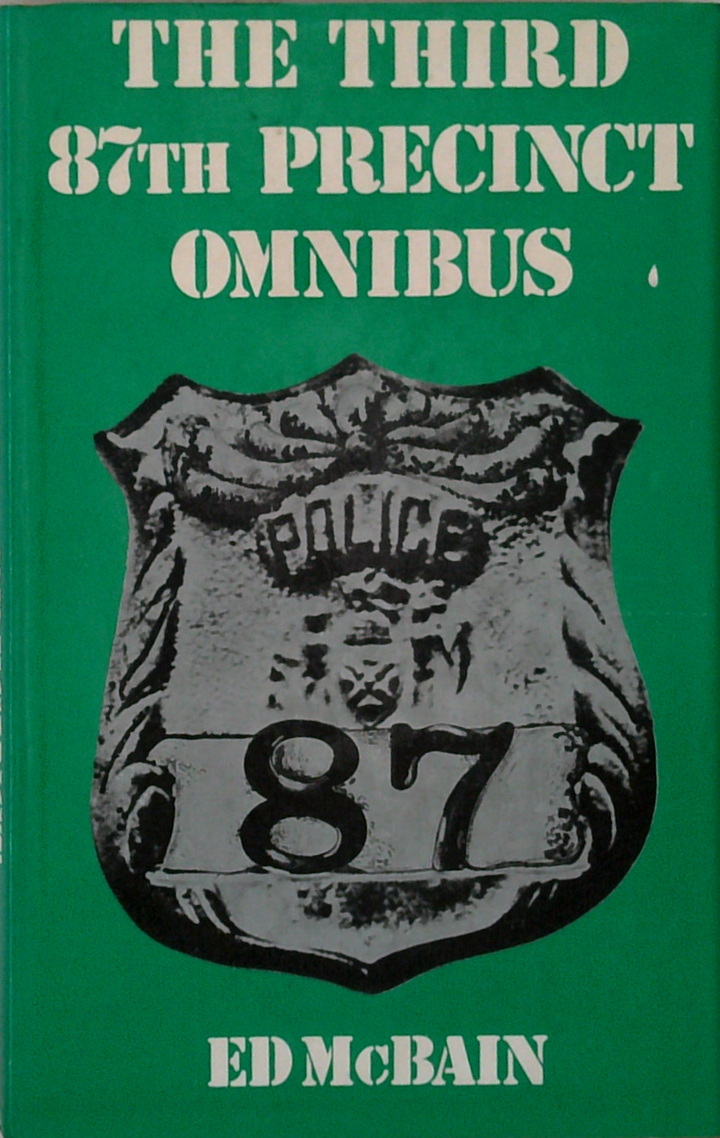 THE THIRD
87TH PRECINCT
OMNIBUS
POLICE
87
ED McBAIN